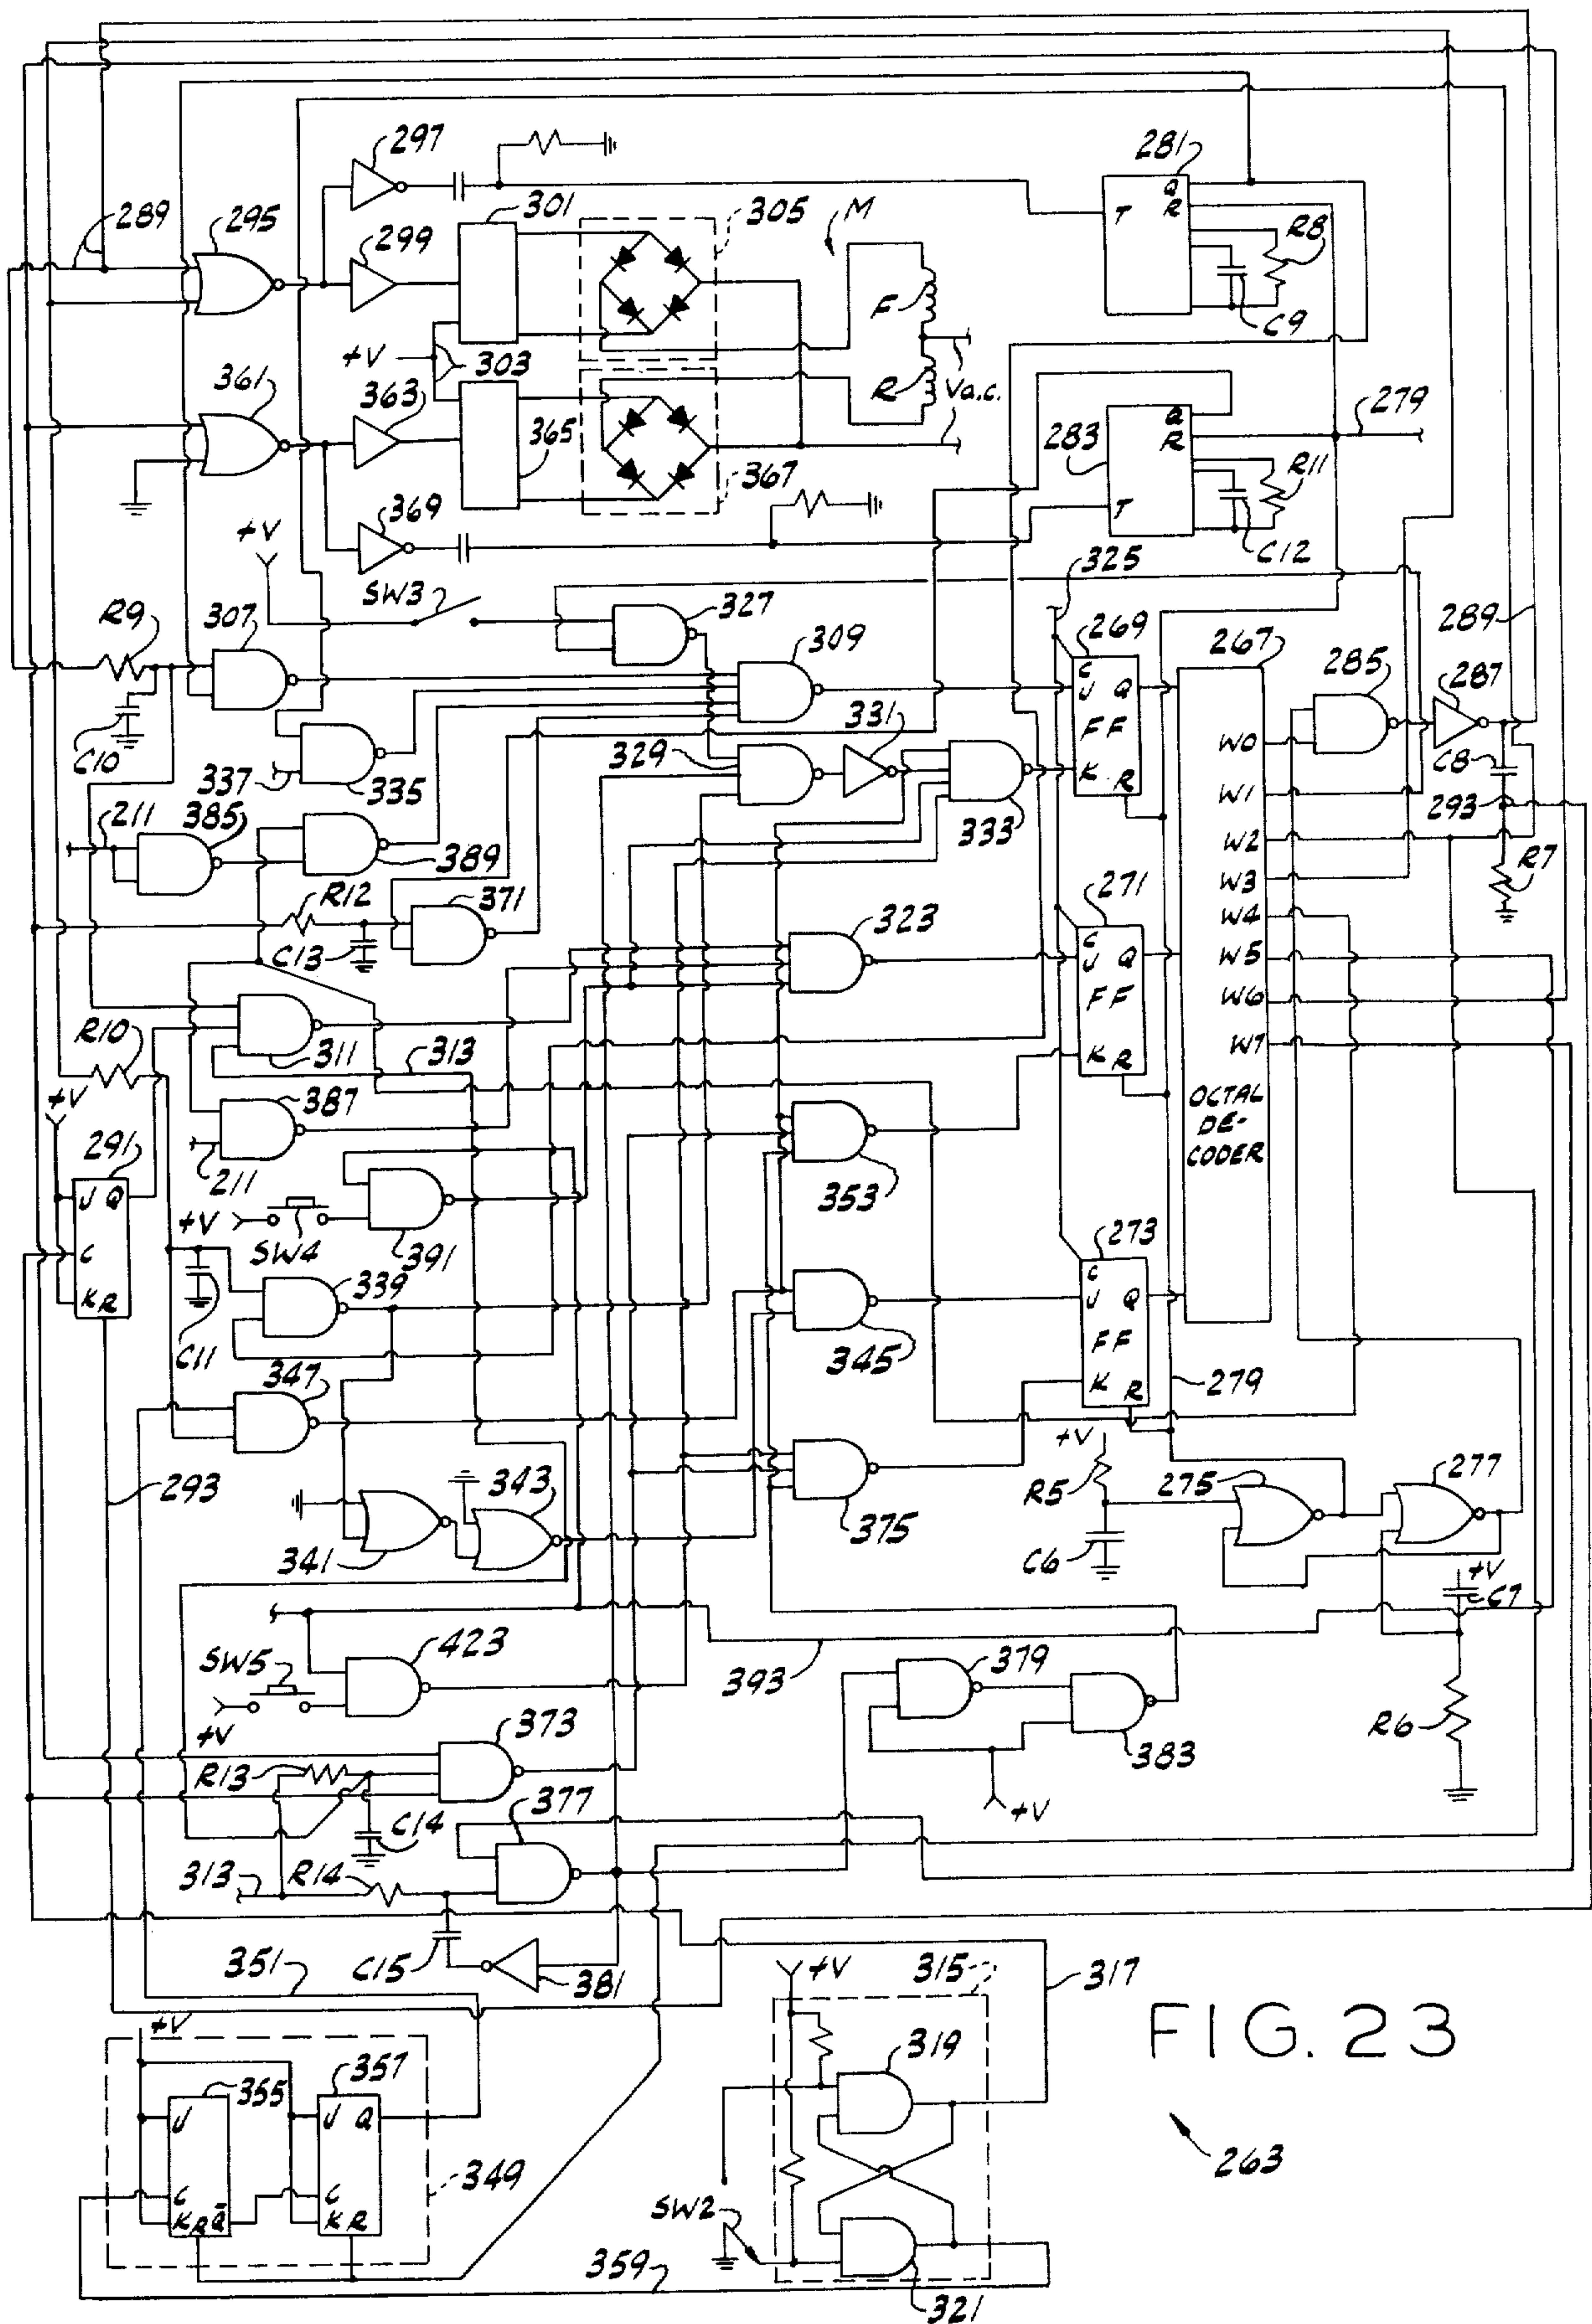 297
281
Q
R
T
301
305
M
R8
289
295
299
F
C9
+V
303
R
Va.c.
361
363
365
367
Q
R
279
283
R11
T
C12
369
+V
SW3
325
327
R9
307
309
269
267
289
C
J Q
FF
K R
285
287
C10
331
329
W0
C8
337
335
333
W1
293
211
385
389
W2
R7
R12
371
271
W3
W4
C13
323
C
J Q
FF
K R
W5
W6
R10
W7
311
313
+V
387
OCTAL
DE-
CODER
291
J Q
C
K R
211
353
+V
SW4
391
273
C
J Q
FF
K R
339
C11
345
347
279
+V
293
343
R5
275
277
341
375
C6
+V
C7
423
SW5
393
379
+V
373
R6
383
R13
377
+V
C14
313
R14
351
C15
381
+V
315
317
+V
319
FIG. 23
355
357
J
J Q
C
K R Q̄
C
K R
349
263
SW2
359
321